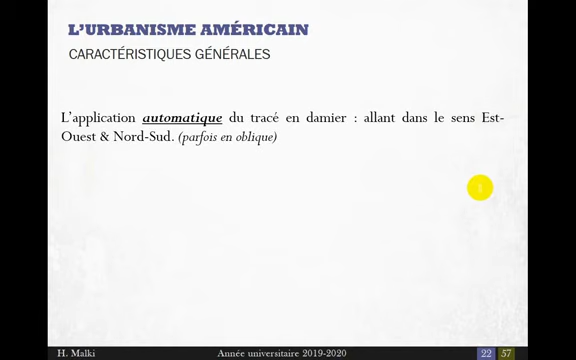 L'URBANISME AMÉRICAIN
CARACTÉRISTIQUES GÉNÉRALES
L'application automatique du tracé en damier : allant dans le sens Est-
Ouest & Nord-Sud. (parfois en oblique)
H. Malki Année universitaire 2019-2020 22 57